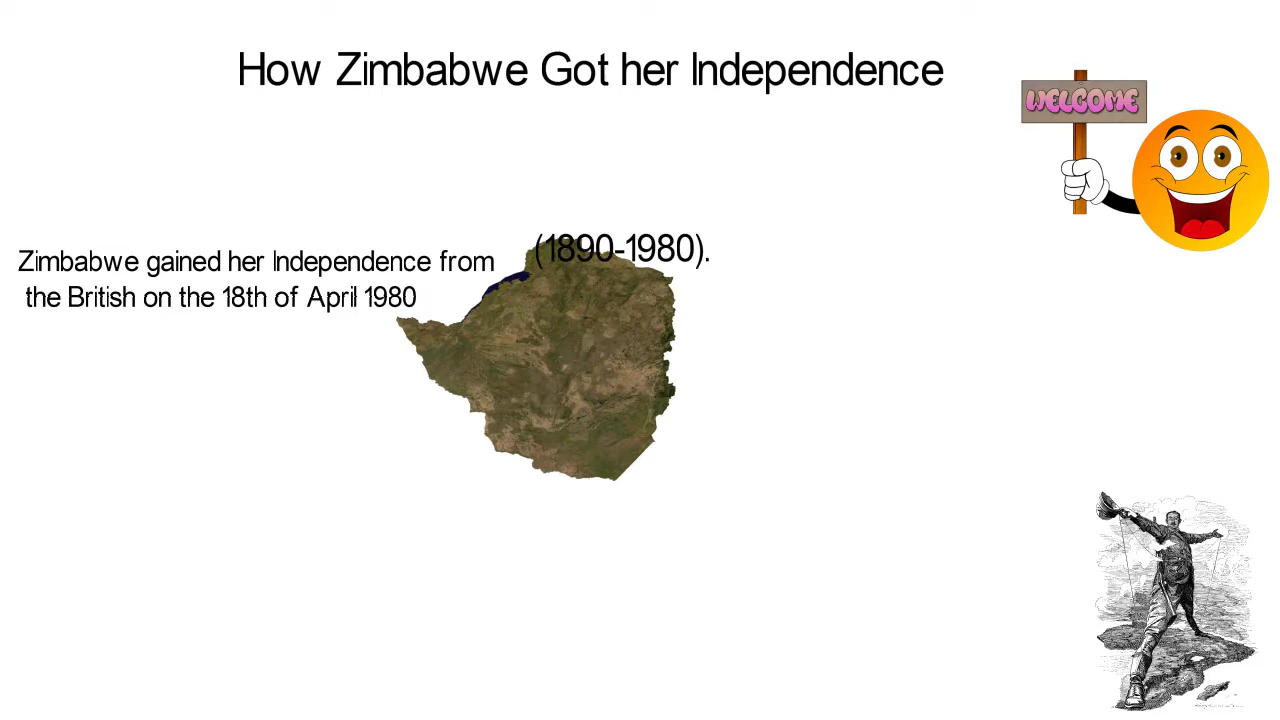 How Zimbabwe Got her Independence
WELCOME
(1890-1980).
Zimbabwe gained her Independence from
the British on the 18th of April 1980